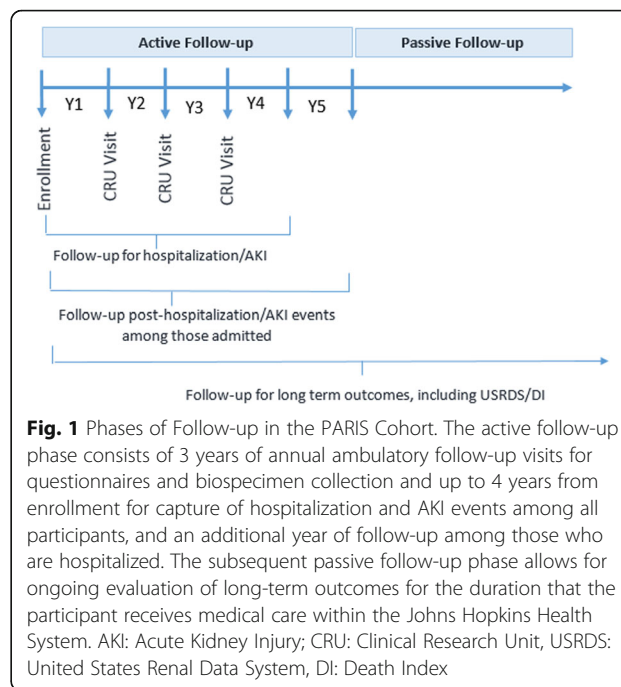 Active Follow-up
Passive Follow-up
Y1
Y2
Y3
Y4
Y5
Enrollment
CRU Visit
CRU Visit
CRU Visit
Follow-up for hospitalization/AKI
Follow-up post-hospitalization/AKI events
among those admitted
Follow-up for long term outcomes, including USRDS/DI
Fig. 1 Phases of Follow-up in the PARIS Cohort. The active follow-up
phase consists of 3 years of annual ambulatory follow-up visits for
questionnaires and biospecimen collection and up to 4 years from
enrollment for capture of hospitalization and AKI events among all
participants, and an additional year of follow-up among those who
are hospitalized. The subsequent passive follow-up phase allows for
ongoing evaluation of long-term outcomes for the duration that the
participant receives medical care within the Johns Hopkins Health
System. AKI: Acute Kidney Injury; CRU: Clinical Research Unit, USRDS:
United States Renal Data System, DI: Death Index